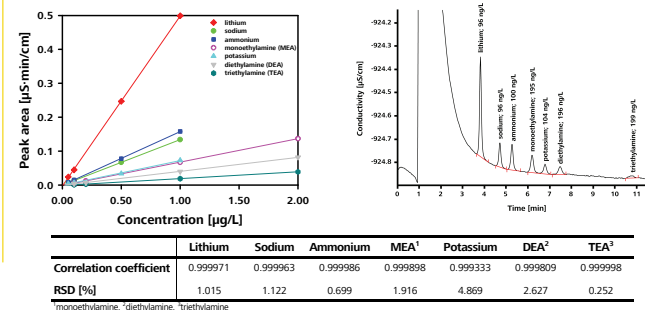 0.5
0.4
0.3
0.2
0.1
0.0
Peak area [µS·min/cm]
lithium
sodium
ammonium
monoethylamine (MEA)
potassium
diethylamine (DEA)
triethylamine (TEA)
0.00 0.50 1.00 1.50 2.00
Concentration [µg/L]
-924.2
-924.4
-924.6
-924.7
-924.8
Conductivity [µS/cm]
lithium; 96 ng/L
sodium; 96 ng/L
ammonium; 100 ng/L
monoethylamine; 195 ng/L
potassium; 104 ng/L
diethylamine; 196 ng/L
triethylamine; 199 ng/L
0 1 2 3 4 5 6 7 8 9 10 11
Time [min]
Lithium Sodium Ammonium MEA¹ Potassium DEA² TEA³
Correlation coefficient 0.999971 0.999963 0.999986 0.999898 0.999333 0.999809 0.999998
RSD [%] 1.015 1.122 0.699 1.916 4.869 2.627 0.252
¹monoethylamine, ²diethylamine, ³triethylamine